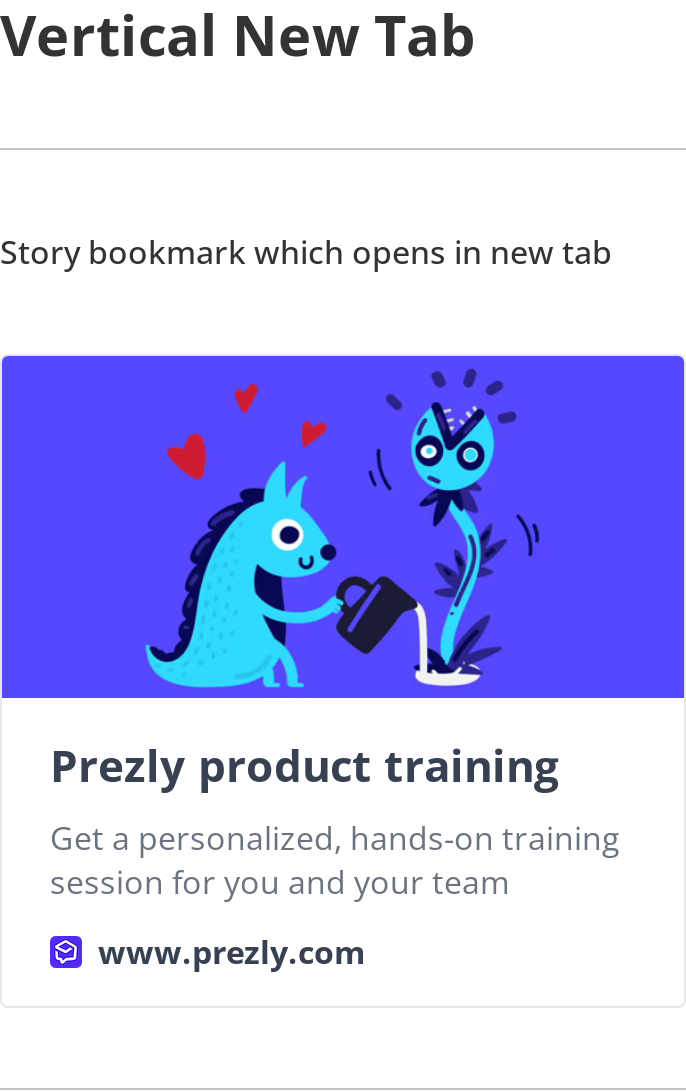 Vertical New Tab
Story bookmark which opens in new tab
Prezly product training
Get a personalized, hands-on training
session for you and your team
www.prezly.com